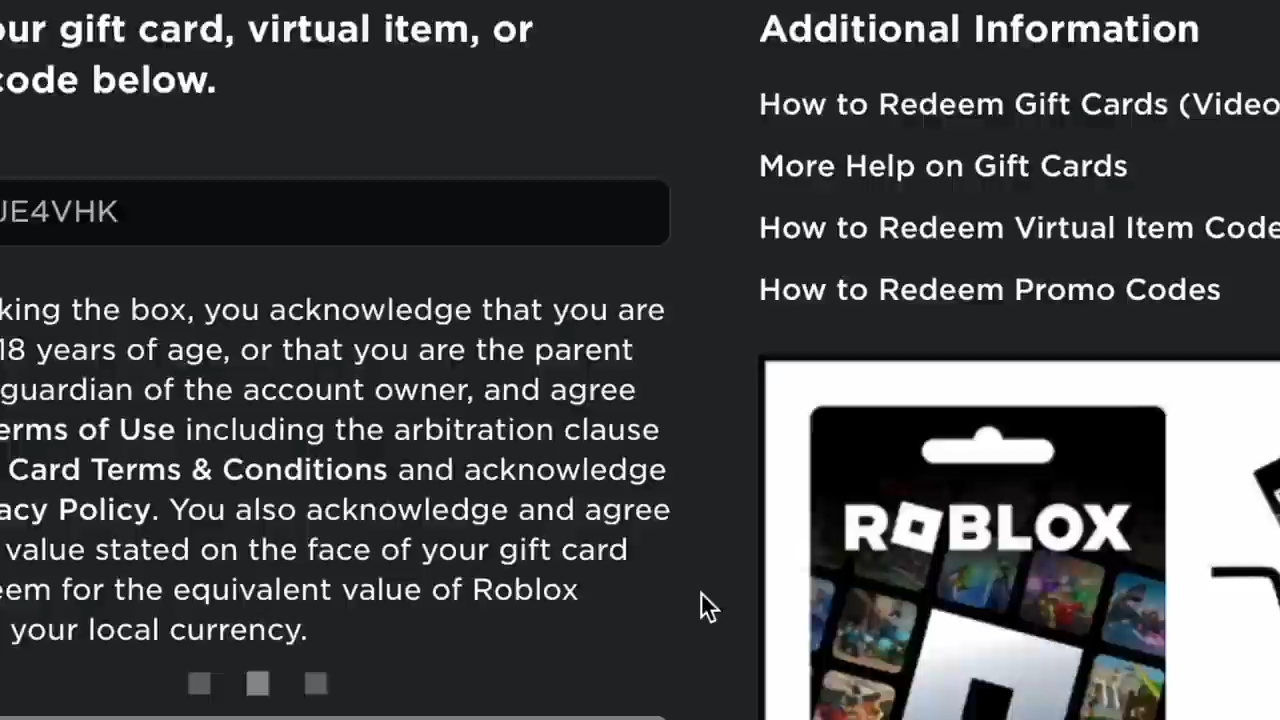 our gift card, virtual item, or
code below.
JE4VHK
king the box, you acknowledge that you are
18 years of age, or that you are the parent
guardian of the account owner, and agree
erms of Use including the arbitration clause
Card Terms & Conditions and acknowledge
acy Policy. You also acknowledge and agree
value stated on the face of your gift card
eem for the equivalent value of Roblox
your local currency.
Additional Information
How to Redeem Gift Cards (Video
More Help on Gift Cards
How to Redeem Virtual Item Code
How to Redeem Promo Codes
ROBLOX